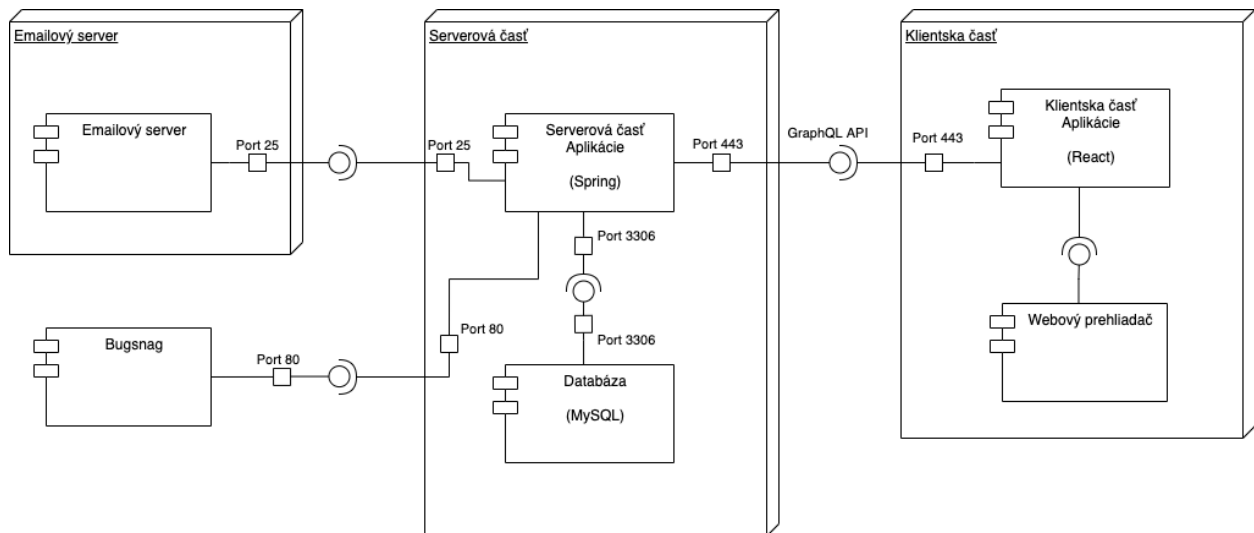 Emailový server
Emailový server
Port 25
Bugsnag
Port 80
Serverová časť
Port 25
Serverová časť
Aplikácie
(Spring)
Port 443
Port 3306
Port 80
Port 3306
Databáza
(MySQL)
GraphQL API
Klientska časť
Port 443
Klientska časť
Aplikácie
(React)
Webový prehliadač